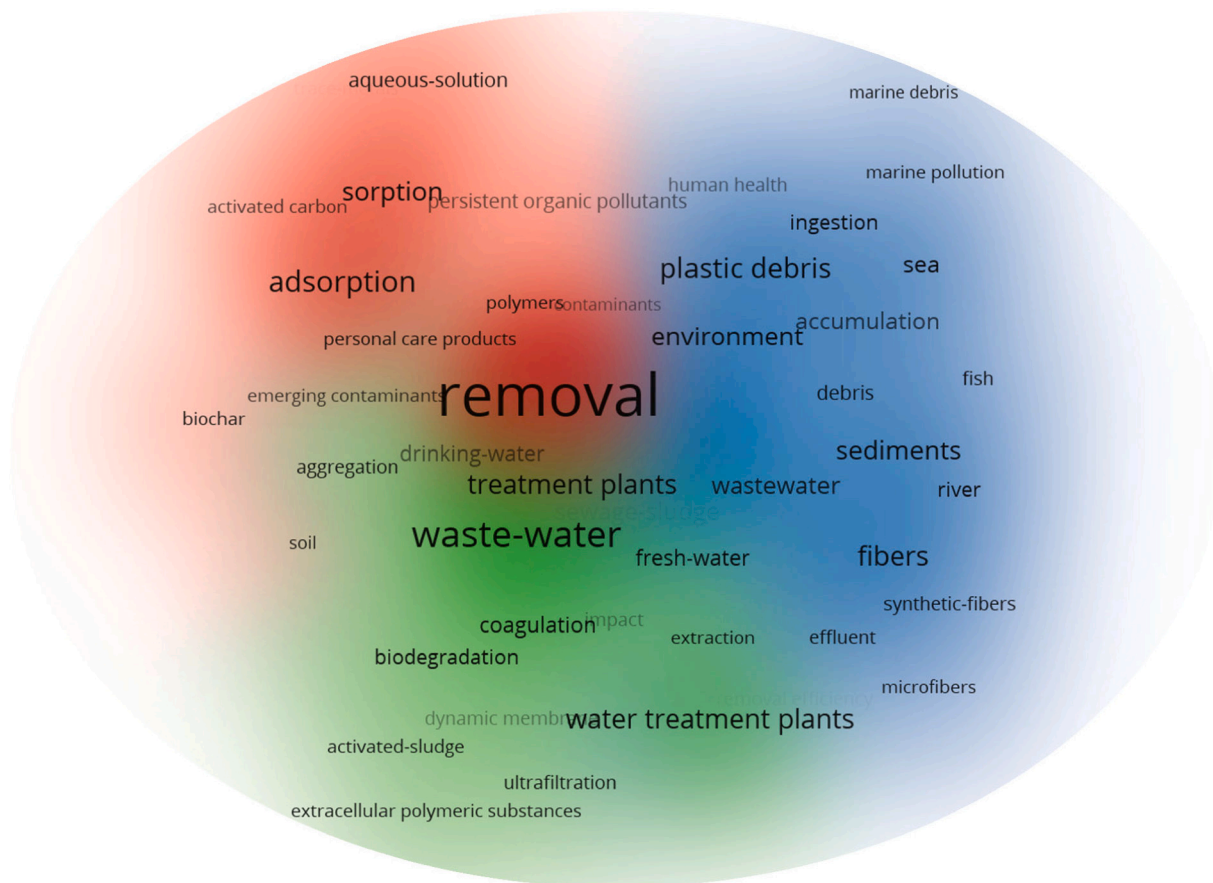 aqueous-solution
marine debris
marine pollution
human health
sorption
persistent organic pollutants
activated carbon
ingestion
sea
plastic debris
adsorption
polymers
contaminants
accumulation
environment
personal care products
fish
debris
emerging contaminants
removal
biochar
drinking-water
sediments
aggregation
treatment plants
wastewater
river
sewage-sludge
waste-water
soil
fresh-water
fibers
synthetic-fibers
impact
coagulation
extraction
effluent
biodegradation
microfibers
removal efficiency
dynamic membrane
water treatment plants
activated-sludge
ultrafiltration
extracellular polymeric substances